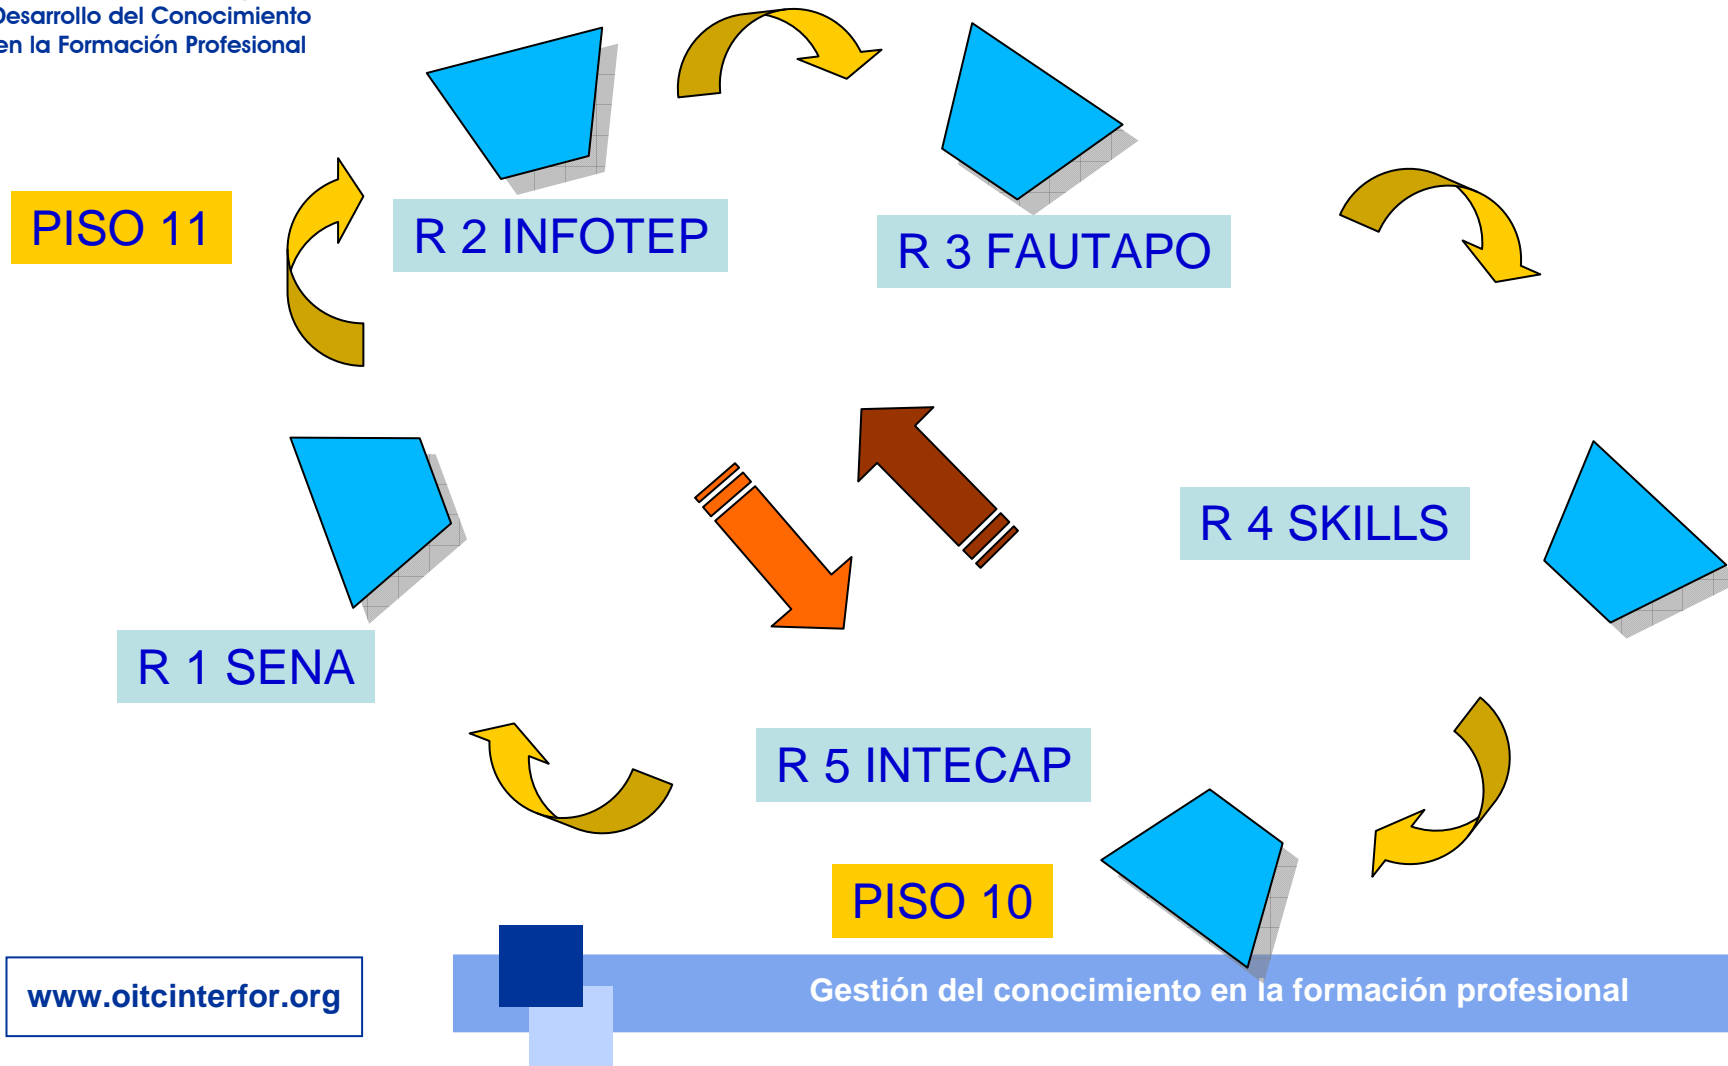 Desarrollo del Conocimiento
en la Formación Profesional
PISO 11
R 2 INFOTEP
R 3 FAUTAPO
R 4 SKILLS
R 1 SENA
R 5 INTECAP
PISO 10
www.oitcinterfor.org
Gestión del conocimiento en la formación profesional